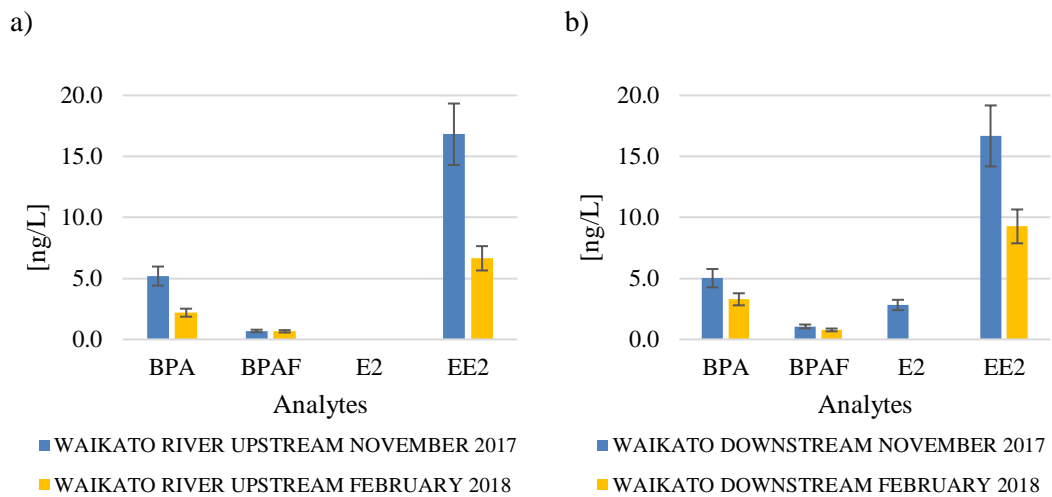 a)
20.0
15.0
10.0
5.0
0.0
[ng/L]
BPA BPAF E2 EE2
Analytes
WAIKATO RIVER UPSTREAM NOVEMBER 2017
WAIKATO RIVER UPSTREAM FEBRUARY 2018
b)
20.0
15.0
10.0
5.0
0.0
[ng/L]
BPA BPAF E2 EE2
Analytes
WAIKATO DOWNSTREAM NOVEMBER 2017
WAIKATO DOWNSTREAM FEBRUARY 2018